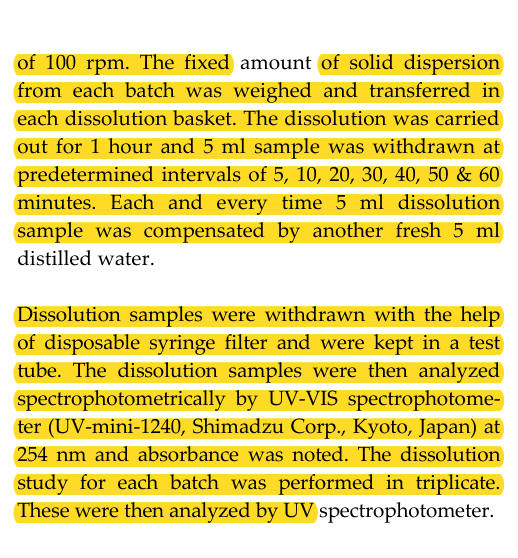 of 100 rpm. The fixed amount of solid dispersion
from each batch was weighed and transferred in
each dissolution basket. The dissolution was carried
out for 1 hour and 5 ml sample was withdrawn at
predetermined intervals of 5, 10, 20, 30, 40, 50 & 60
minutes. Each and every time 5 ml dissolution
sample was compensated by another fresh 5 ml
distilled water.
Dissolution samples were withdrawn with the help
of disposable syringe filter and were kept in a test
tube. The dissolution samples were then analyzed
spectrophotometrically by UV-VIS spectrophotome-
ter (UV-mini-1240, Shimadzu Corp., Kyoto, Japan) at
254 nm and absorbance was noted. The dissolution
study for each batch was performed in triplicate.
These were then analyzed by UV spectrophotometer.